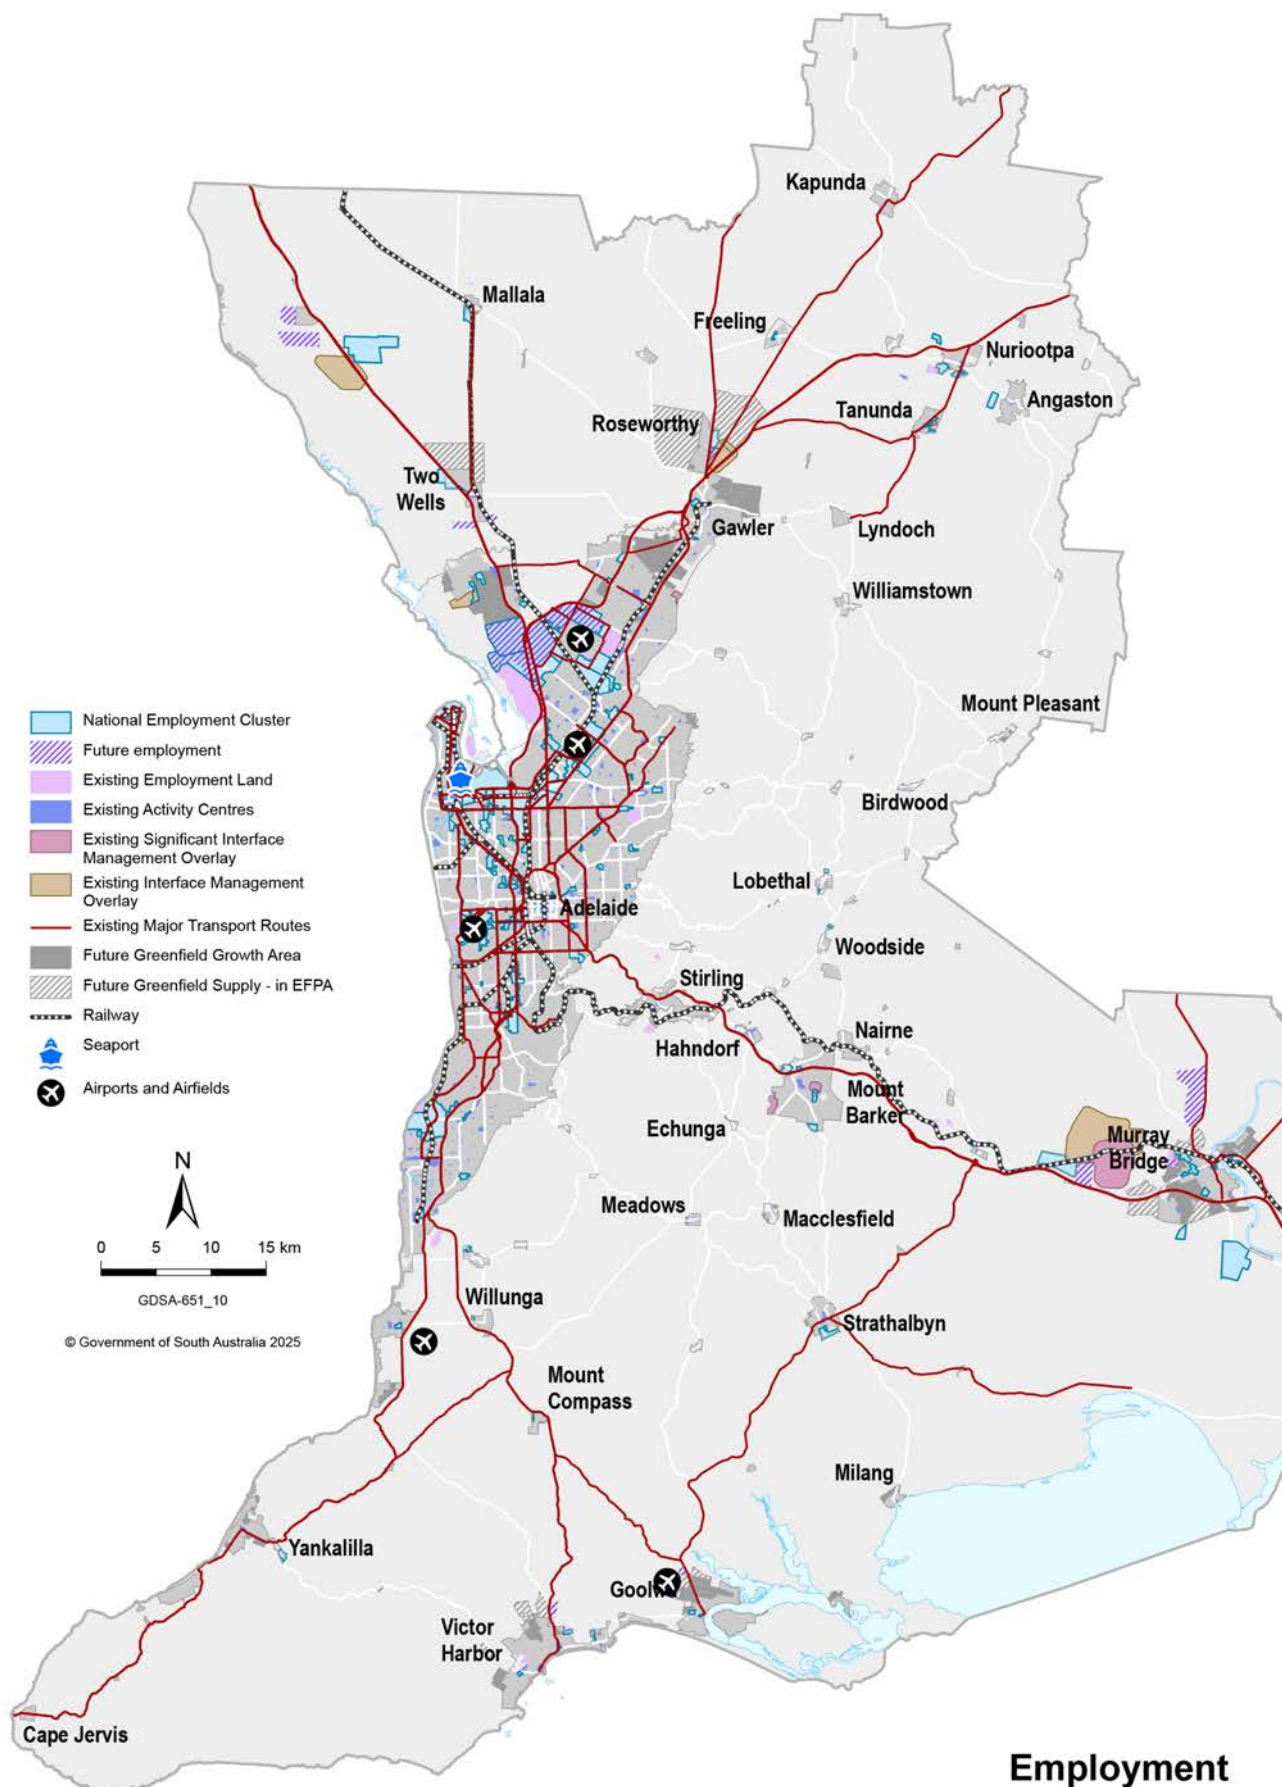 Kapunda
Mallala
Freeling
Nuriootpa
Angaston
Tanunda
Roseworthy
Two
Wells
Gawler
Lyndoch
Williamstown
Mount Pleasant
National Employment Cluster
Future employment
Existing Employment Land
Existing Activity Centres
Existing Significant Interface
Management Overlay
Existing Interface Management
Overlay
Existing Major Transport Routes
Future Greenfield Growth Area
Future Greenfield Supply - in EFPA
Railway
Seaport
Airports and Airfields
Birdwood
Lobethal
Adelaide
Woodside
Stirling
Hahndorf
Nairne
Mount
Barker
Echunga
Murray
Bridge
Meadows
Macclesfield
N
0 5 10 15 km
GDSA-651_10
© Government of South Australia 2025
Willunga
Strathalbyn
Mount
Compass
Milang
Yankalilla
Victor
Harbor
Cape Jervis
Employment